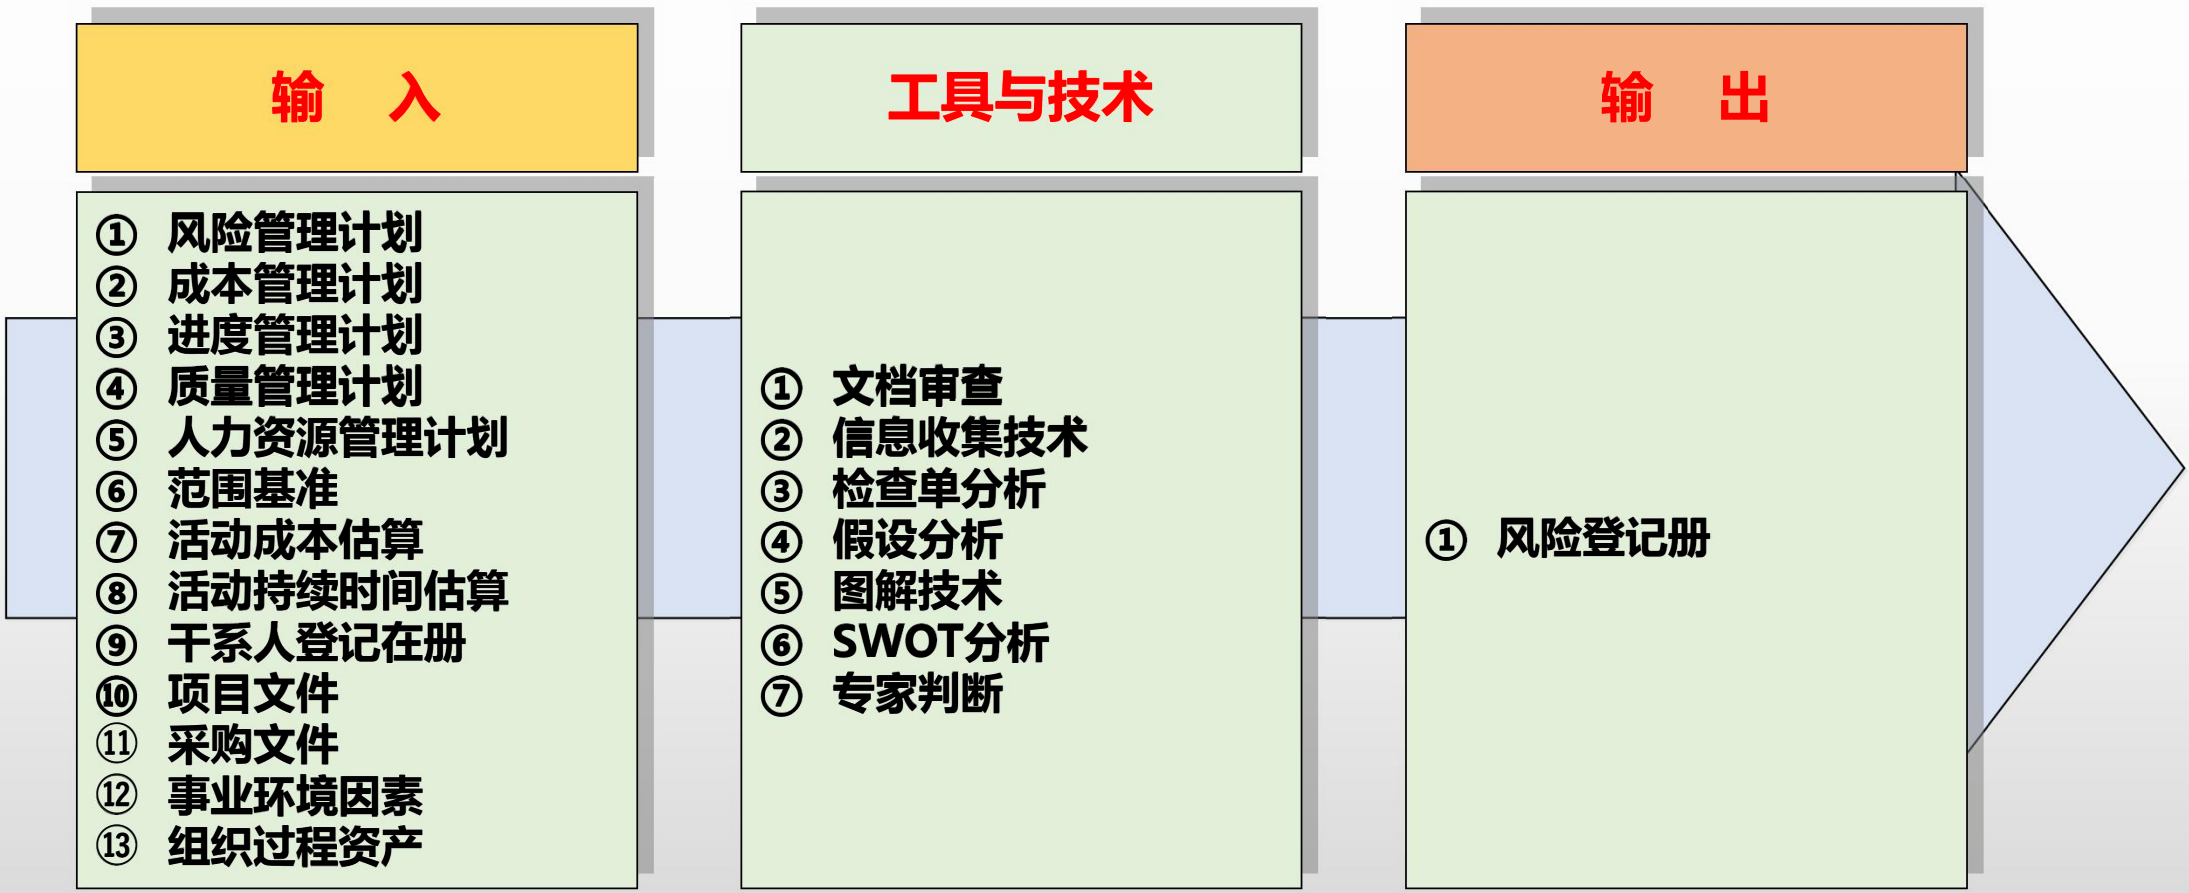 输 入
① 风险管理计划
② 成本管理计划
③ 进度管理计划
④ 质量管理计划
⑤ 人力资源管理计划
⑥ 范围基准
⑦ 活动成本估算
⑧ 活动持续时间估算
⑨ 干系人登记在册
⑩ 项目文件
⑪ 采购文件
⑫ 事业环境因素
⑬ 组织过程资产
工具与技术
① 文档审查
② 信息收集技术
③ 检查单分析
④ 假设分析
⑤ 图解技术
⑥ SWOT分析
⑦ 专家判断
输 出
① 风险登记册